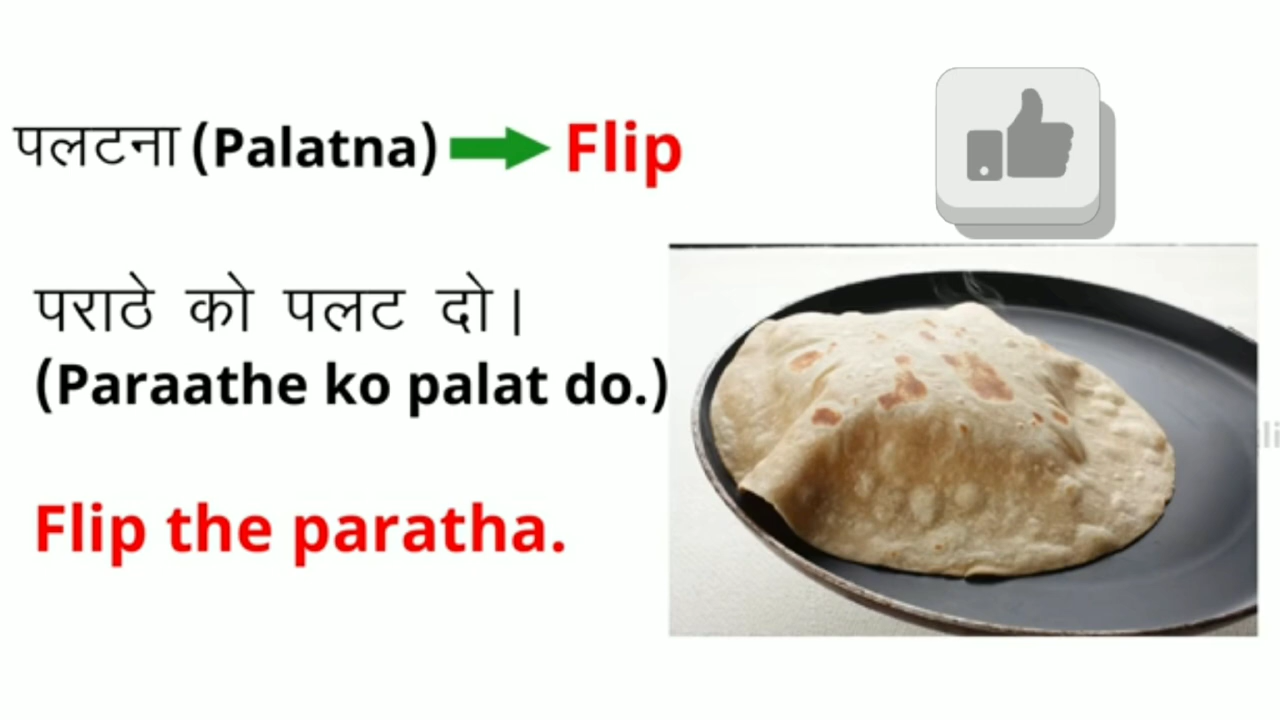 पलटना (Palatna) Flip
पराठे को पलट दो।
(Paraathe ko palat do.)
Flip the paratha.